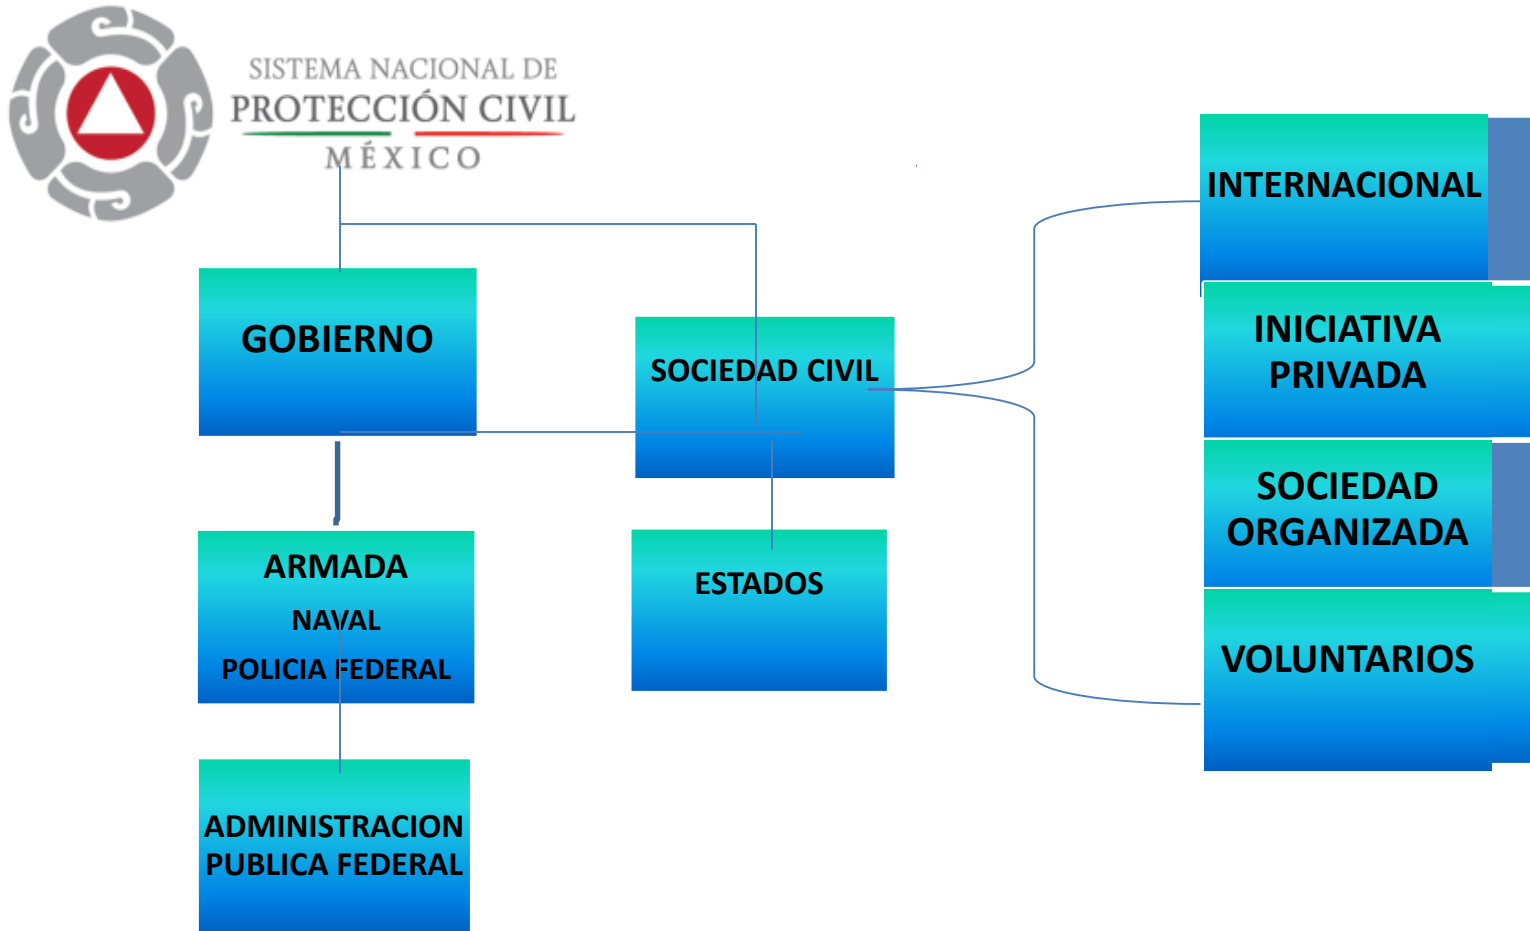 SISTEMA NACIONAL DE
PROTECCIÓN CIVIL
MÉXICO
GOBIERNO
SOCIEDAD CIVIL
ARMADA
NAVAL
POLICIA FEDERAL
ESTADOS
ADMINISTRACION
PUBLICA FEDERAL
INTERNACIONAL
INICIATIVA
PRIVADA
SOCIEDAD
ORGANIZADA
VOLUNTARIOS